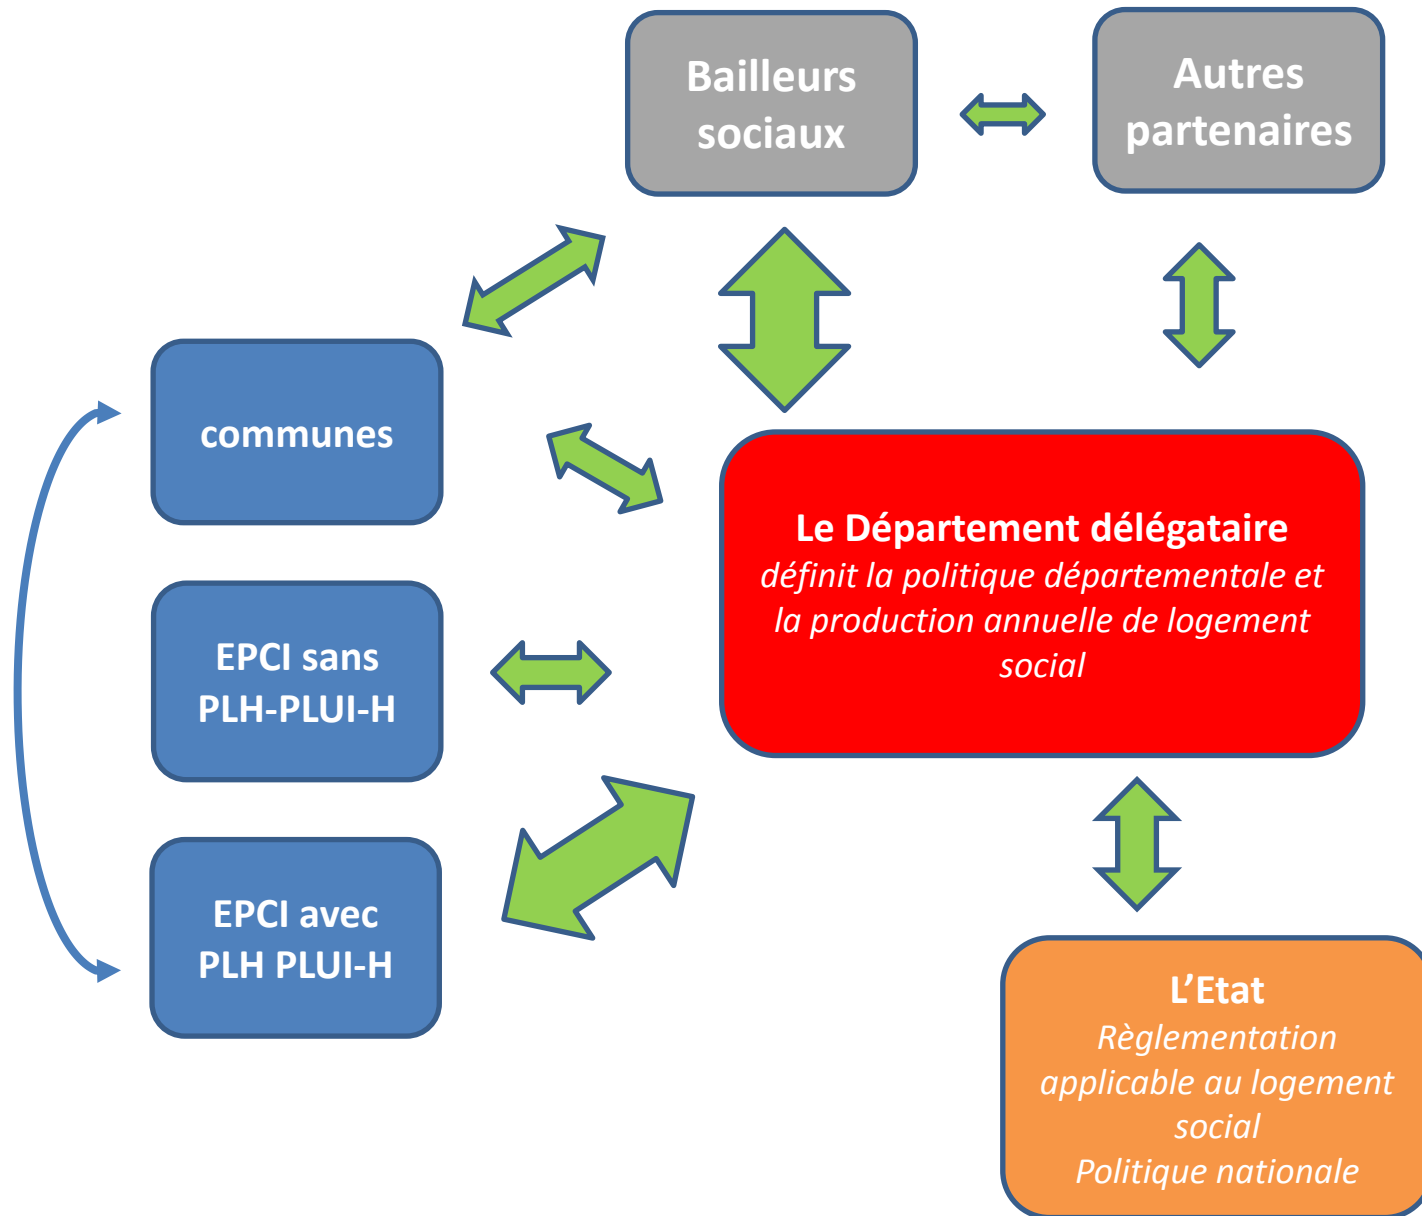 Bailleurs
sociaux
Autres
partenaires
communes
Le Département délégataire
définit la politique départementale et
la production annuelle de logement
social
EPCI sans
PLH-PLUI-H
EPCI avec
PLH PLUI-H
L’Etat
Règlementation
applicable au logement
social
Politique nationale